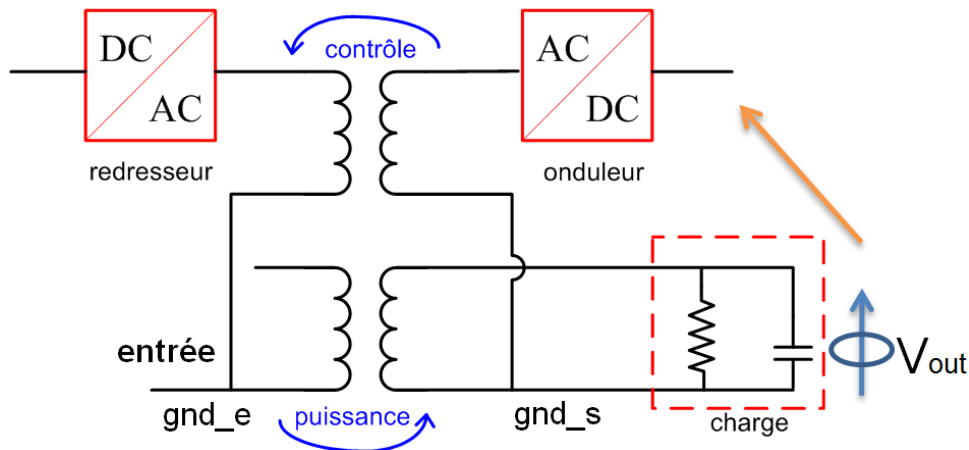 DC
AC
contrôle
AC
DC
redresseur
onduleur
entrée
gnd_e
puissance
gnd_s
charge
Vout